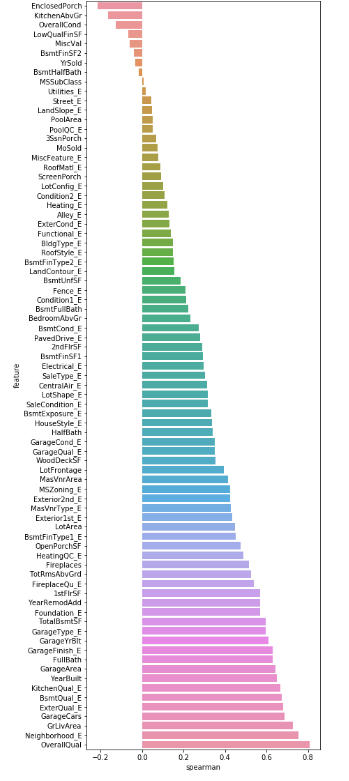 EnclosedPorch
KitchenAbvGr
OverallCond
LowQualFinSF
MiscVal
BsmtFinSF2
YrSold
BsmtHalfBath
MSSubClass
Utilities_E
Street_E
LandSlope_E
PoolArea
PoolQC_E
3SsnPorch
MoSold
MiscFeature_E
RoofMatl_E
ScreenPorch
LotConfig_E
Condition2_E
Heating_E
Alley_E
ExterCond_E
Functional_E
BldgType_E
RoofStyle_E
BsmtFinType2_E
LandContour_E
BsmtUnfSF
Fence_E
Condition1_E
BsmtFullBath
BedroomAbvGr
BsmtCond_E
PavedDrive_E
2ndFlrSF
BsmtFinSF1
Electrical_E
SaleType_E
CentralAir_E
LotShape_E
SaleCondition_E
BsmtExposure_E
HouseStyle_E
HalfBath
GarageCond_E
GarageQual_E
WoodDeckSF
LotFrontage
MasVnrArea
MSZoning_E
Exterior2nd_E
MasVnrType_E
Exterior1st_E
LotArea
BsmtFinType1_E
OpenPorchSF
HeatingQC_E
Fireplaces
TotRmsAbvGrd
FireplaceQu_E
1stFlrSF
YearRemodAdd
Foundation_E
TotalBsmtSF
GarageType_E
GarageYrBlt
GarageFinish_E
FullBath
GarageArea
YearBuilt
KitchenQual_E
BsmtQual_E
ExterQual_E
GarageCars
GrLivArea
Neighborhood_E
OverallQual
feature
−0.2 0.0 0.2 0.4 0.6 0.8
spearman